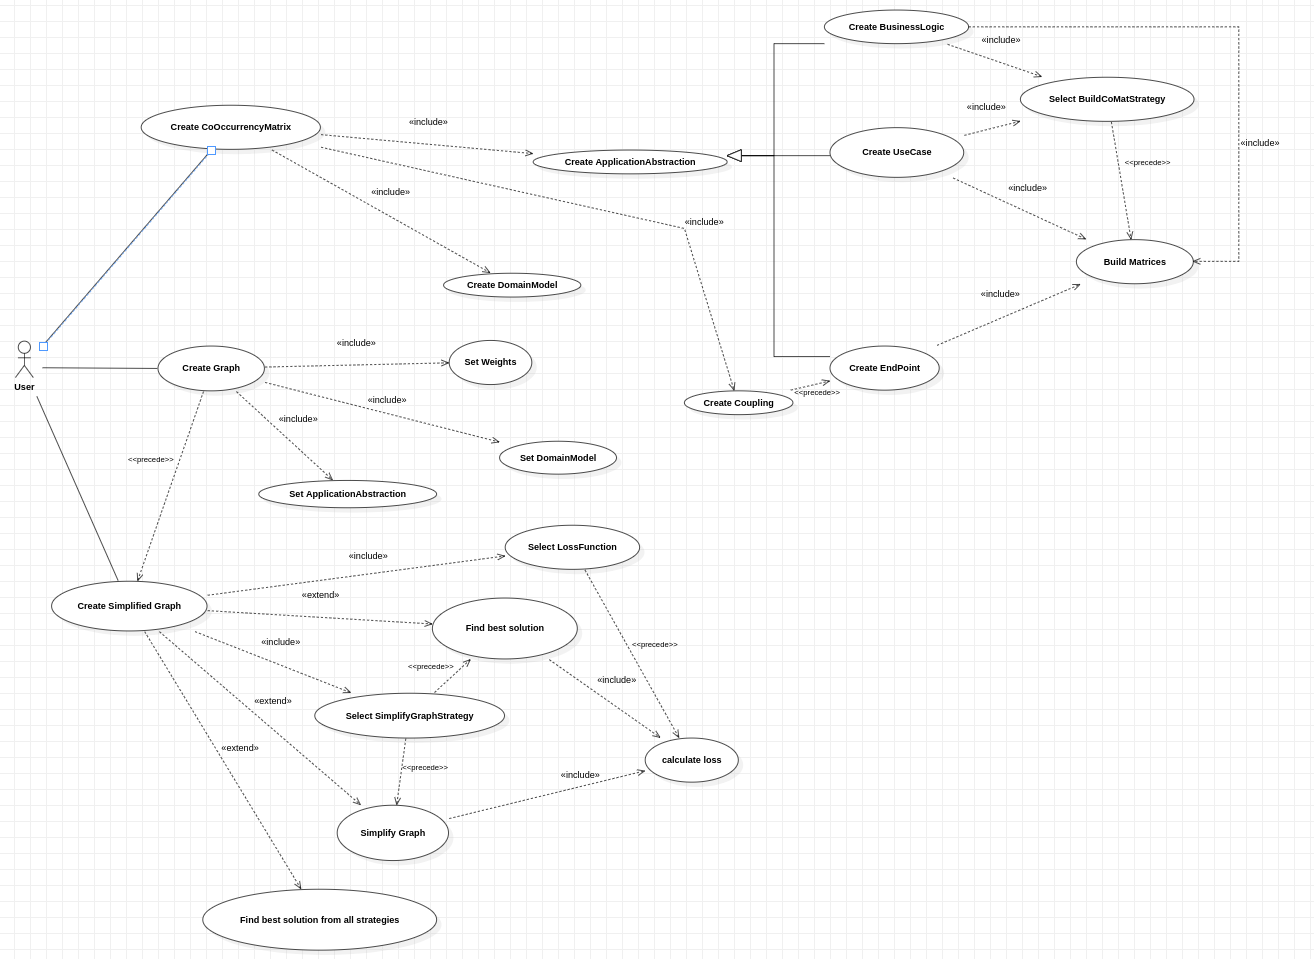 Create BusinessLogic
«include»
Select BuildCoMatStrategy
«include»
Create CoOccurrencyMatrix
«include»
Create UseCase
«include»
Create ApplicationAbstraction
<<precede>>
«include»
«include»
«include»
Build Matrices
Create DomainModel
«include»
«include»
Set Weights
User
Create Graph
Create EndPoint
<<precede>>
Create Coupling
«include»
«include»
<<precede>>
Set DomainModel
Set ApplicationAbstraction
Select LossFunction
«include»
«extend»
Create Simplified Graph
Find best solution
«include»
<<precede>>
<<precede>>
«include»
«extend»
Select SimplifyGraphStrategy
«extend»
calculate loss
<<precede>>
«include»
Simplify Graph
Find best solution from all strategies